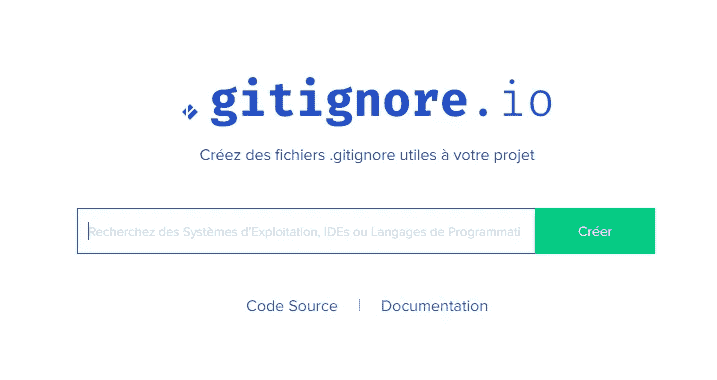 .gitignore.io
Créez des fichiers .gitignore utiles à votre projet
Recherchez des Systèmes d'Exploitation, IDEs ou Langages de Programmati
Créer
Code Source
Documentation